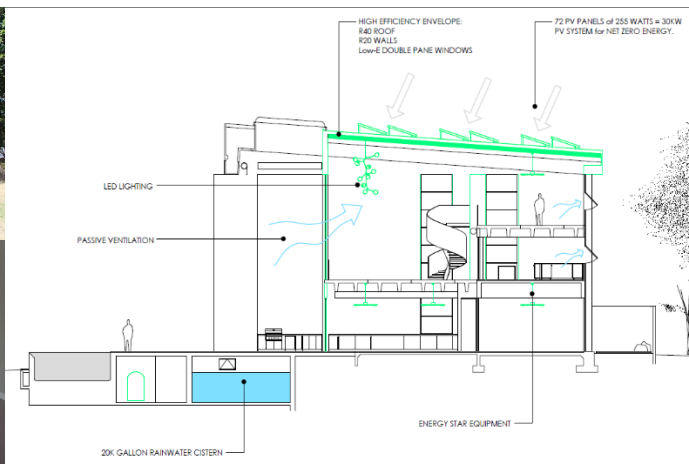 HIGH EFFICIENCY ENVELOPE:
R40 ROOF
R20 WALLS
Low-E DOUBLE PANE WINDOWS
72 PV PANELS of 255 WATTS = 30KW
PV SYSTEM for NET ZERO ENERGY.
LED LIGHTING
PASSIVE VENTILATION
ENERGY STAR EQUIPMENT
20K GALLON RAINWATER CISTERN